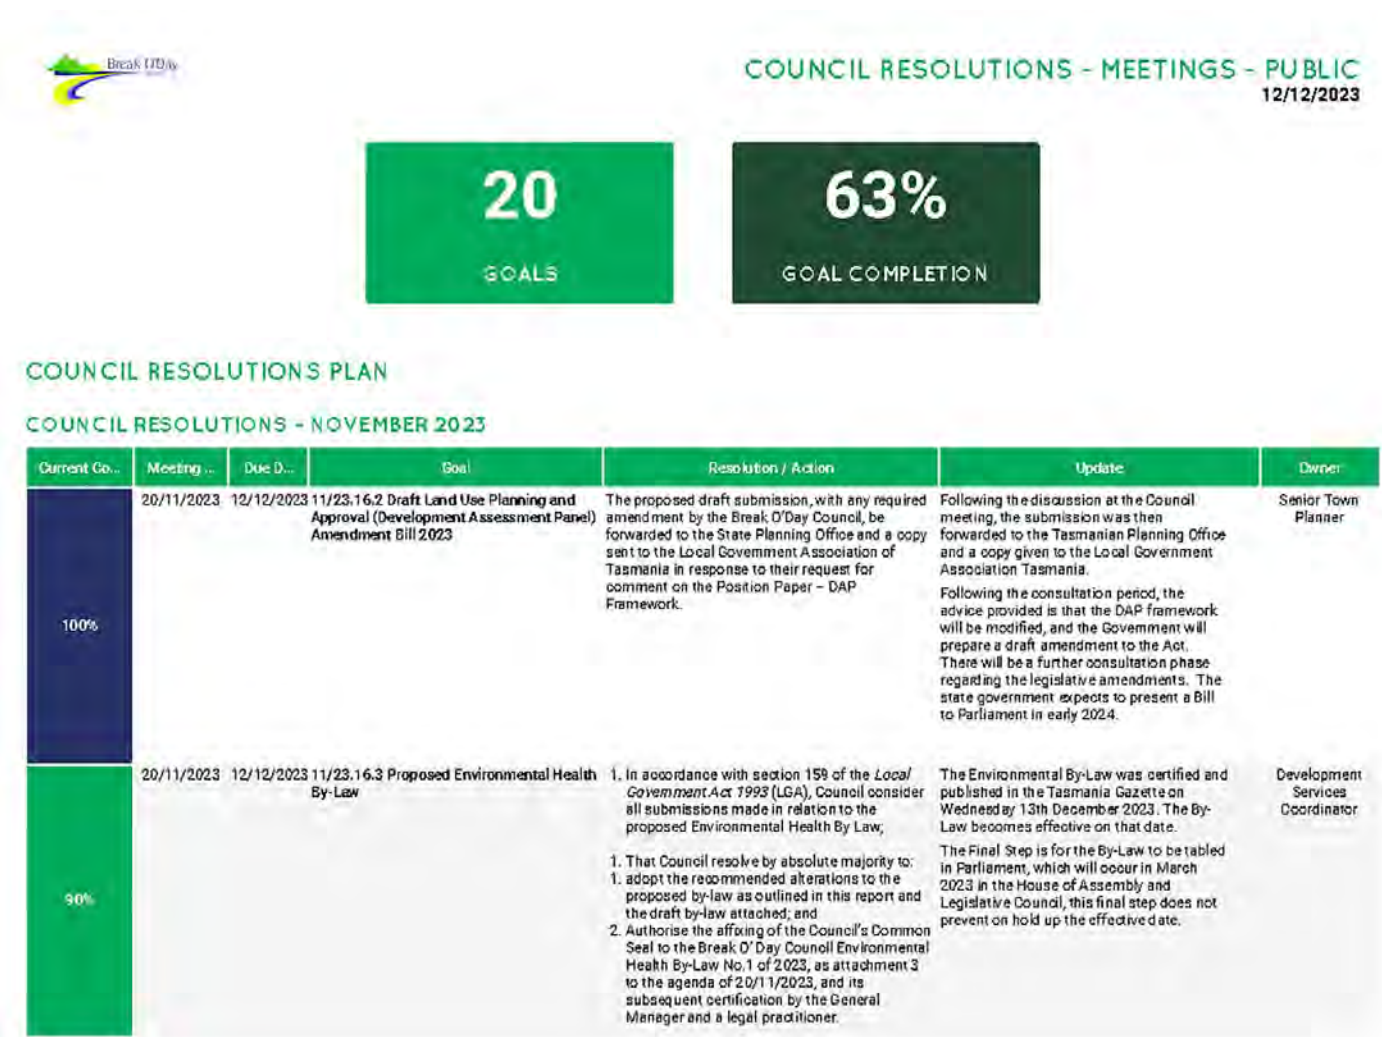 Break O'Day
COUNCIL RESOLUTIONS - MEETINGS - PUBLIC
12/12/2023
20
GOALS
63%
GOAL COMPLETION
COUNCIL RESOLUTIONS PLAN
COUNCIL RESOLUTIONS - NOVEMBER 2023
Current Co... Meeting ... Due D... Goal Resolution / Action Update Owner
100%
20/11/2023
12/12/2023
11/23.16.2 Draft Land Use Planning and
Approval (Development Assessment Panel)
Amendment Bill 2023
The proposed draft submission, with any required
amendment by the Break O'Day Council, be
forwarded to the State Planning Office and a copy
sent to the Local Government Association of
Tasmania in response to their request for
comment on the Position Paper – DAP
Framework.
Following the discussion at the Council
meeting, the submission was then
forwarded to the Tasmanian Planning Office
and a copy given to the Local Government
Association Tasmania.
Following the consultation period, the
advice provided is that the DAP framework
will be modified, and the Government will
prepare a draft amendment to the Act.
There will be a further consultation phase
regarding the legislative amendments. The
state government expects to present a Bill
to Parliament in early 2024.
Senior Town
Planner
90%
20/11/2023
12/12/2023
11/23.16.3 Proposed Environmental Health
By-Law
1. In accordance with section 159 of the Local
Government Act 1993 (LGA), Council consider
all submissions made in relation to the
proposed Environmental Health By Law;
1. That Council resolve by absolute majority to:
1. adopt the recommended alterations to the
proposed by-law as outlined in this report and
the draft by-law attached; and
2. Authorise the affixing of the Council's Common
Seal to the Break O' Day Council Environmental
Health By-Law No.1 of 2023, as attachment 3
to the agenda of 20/11/2023, and its
subsequent certification by the General
Manager and a legal practitioner.
The Environmental By-Law was certified and
published in the Tasmania Gazette on
Wednesday 13th December 2023. The By-
Law becomes effective on that date.
The Final Step is for the By-Law to be tabled
in Parliament, which will occur in March
2023 in the House of Assembly and
Legislative Council, this final step does not
prevent on hold up the effective date.
Development
Services
Coordinator